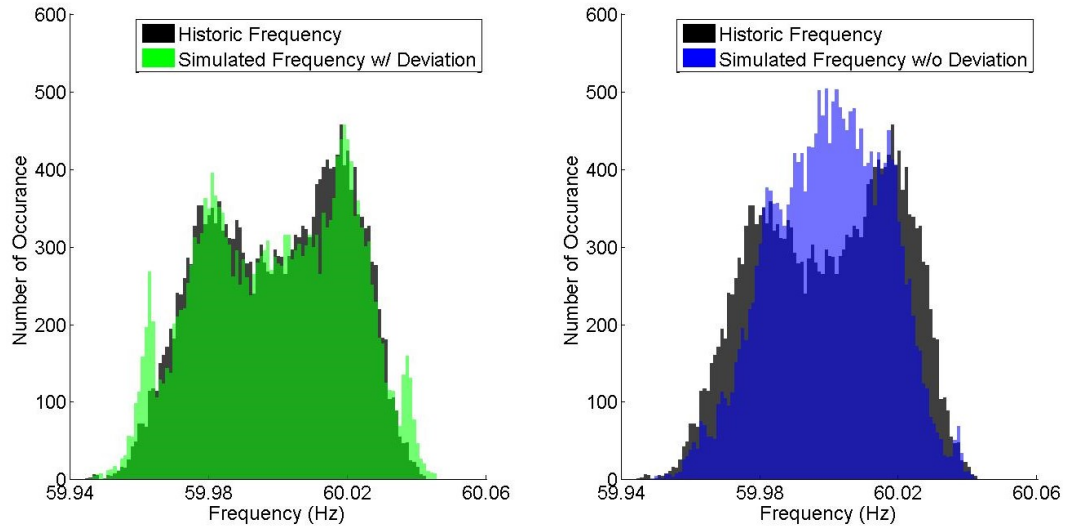 600
500
400
300
200
100
0
Number of Occurance
Historic Frequency
Simulated Frequency w/ Deviation
59.94
59.98
60.02
60.06
Frequency (Hz)
600
500
400
300
200
100
0
Number of Occurance
Historic Frequency
Simulated Frequency w/o Deviation
59.94
59.98
60.02
60.06
Frequency (Hz)